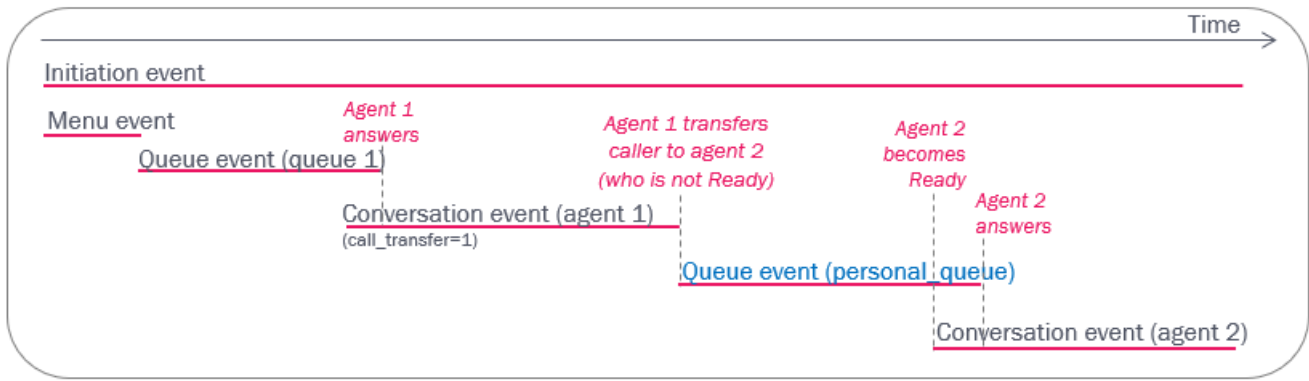 Time
Initiation event
Menu event
Agent 1
answers
Queue event (queue 1)
Agent 1 transfers
caller to agent 2
(who is not Ready)
Conversation event (agent 1)
(call_transfer=1)
Agent 2
becomes
Ready
Agent 2
answers
Queue event (personal_queue)
Conversation event (agent 2)